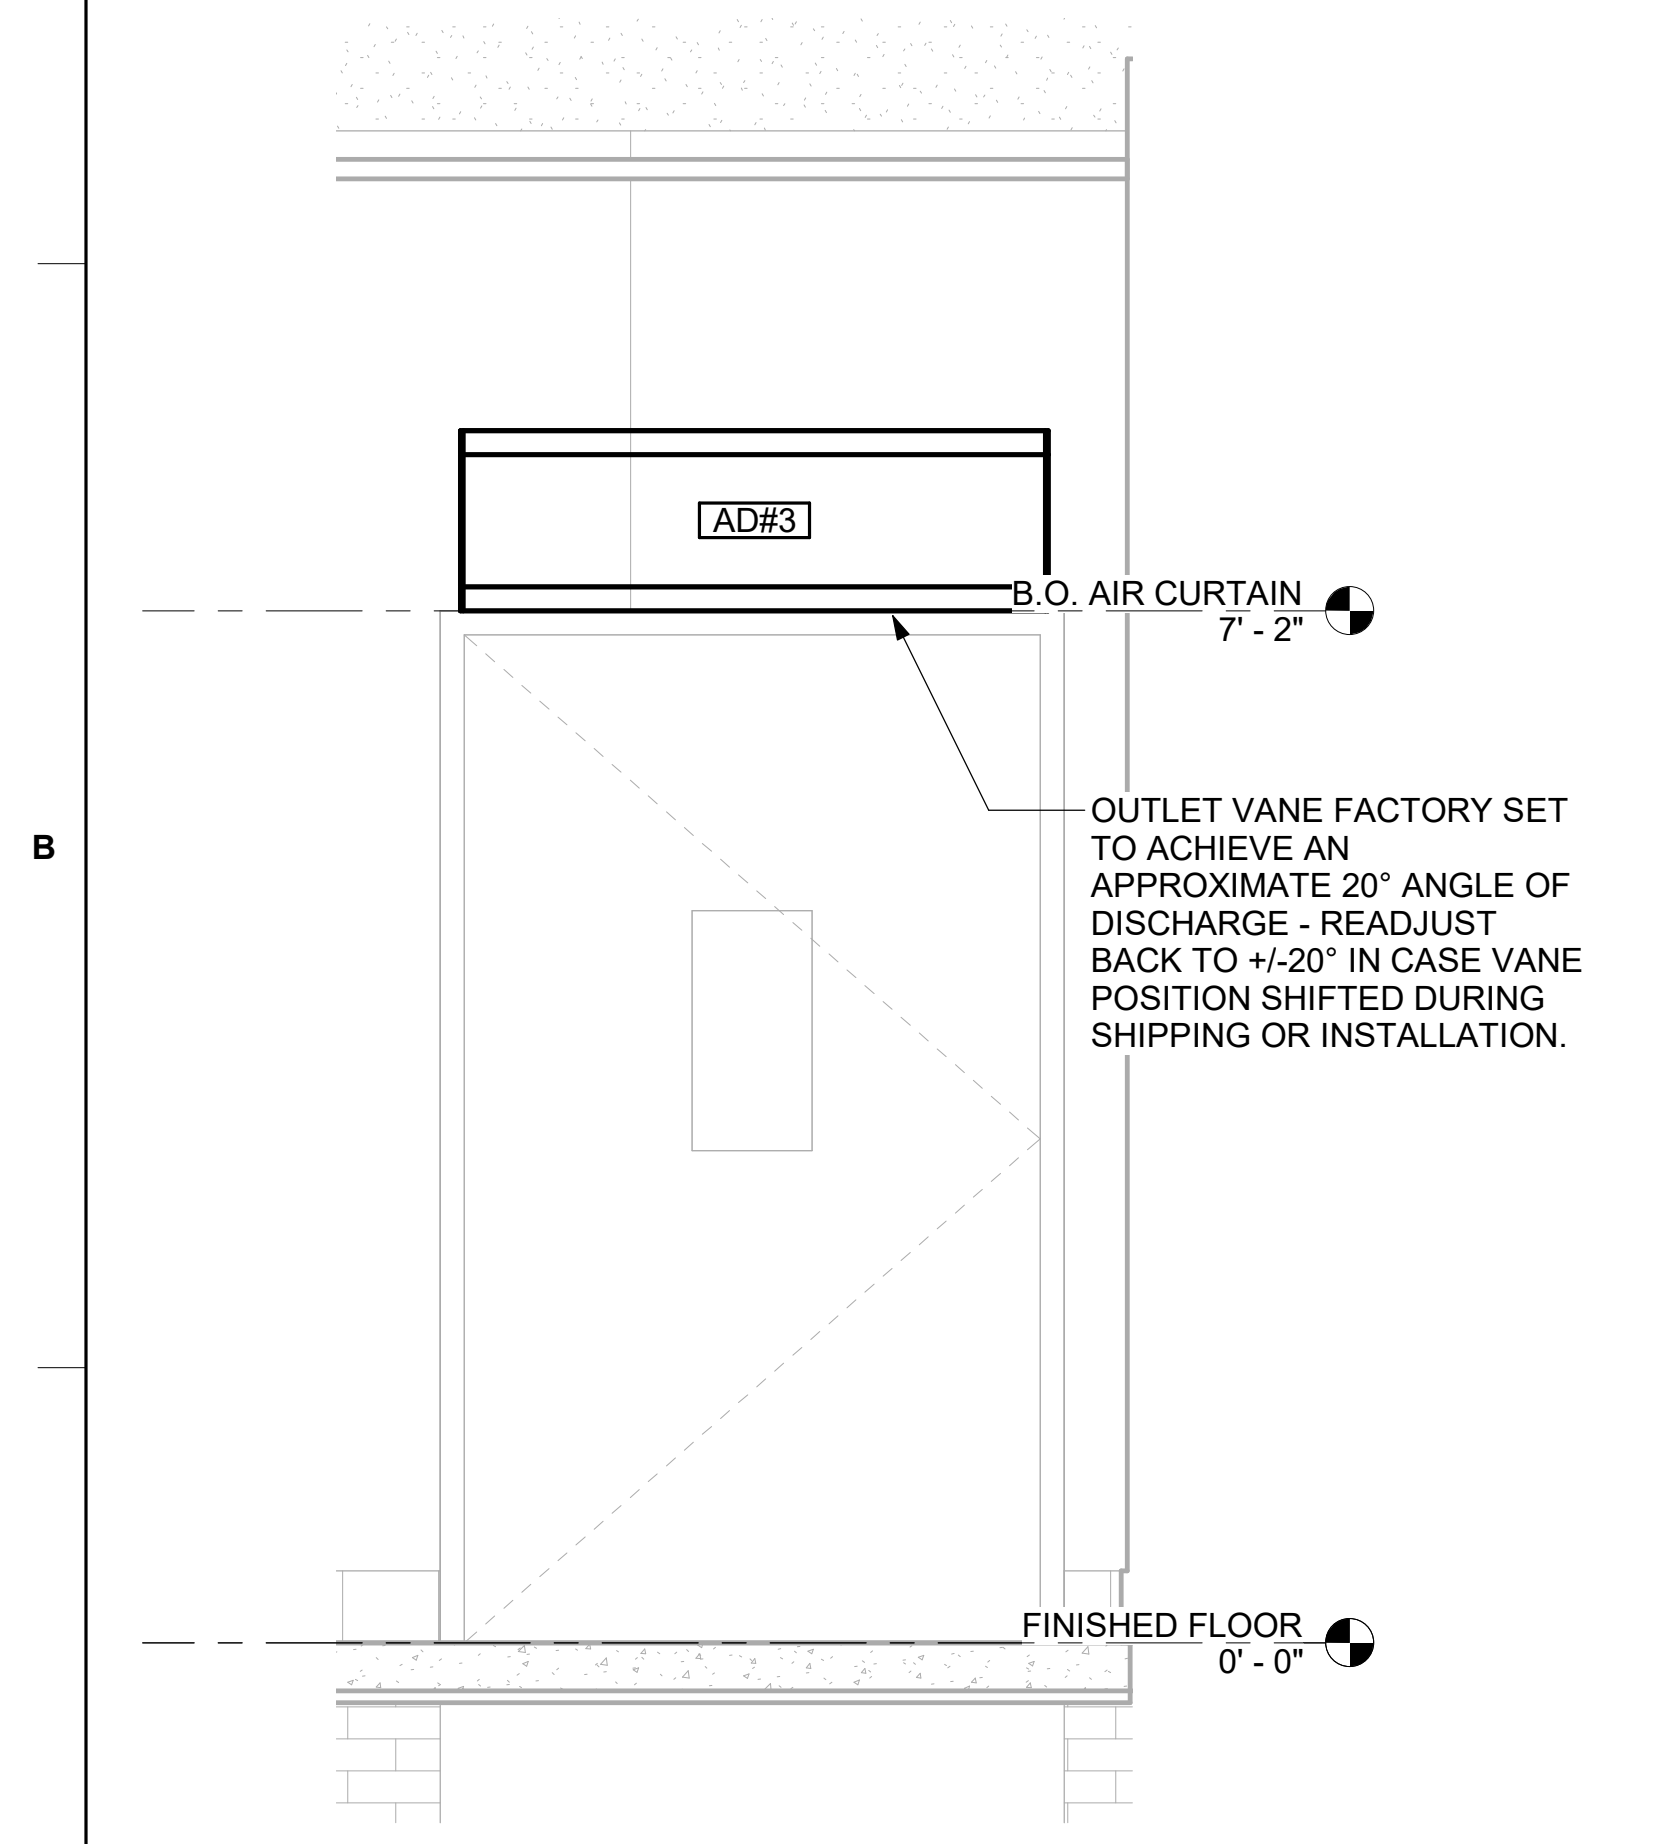 AD#3
B.O. AIR CURTAIN
7' - 2"
B
OUTLET VANE FACTORY SET
TO ACHIEVE AN
APPROXIMATE 20° ANGLE OF
DISCHARGE - READJUST
BACK TO +/-20° IN CASE VANE
POSITION SHIFTED DURING
SHIPPING OR INSTALLATION.
FINISHED FLOOR
0' - 0"